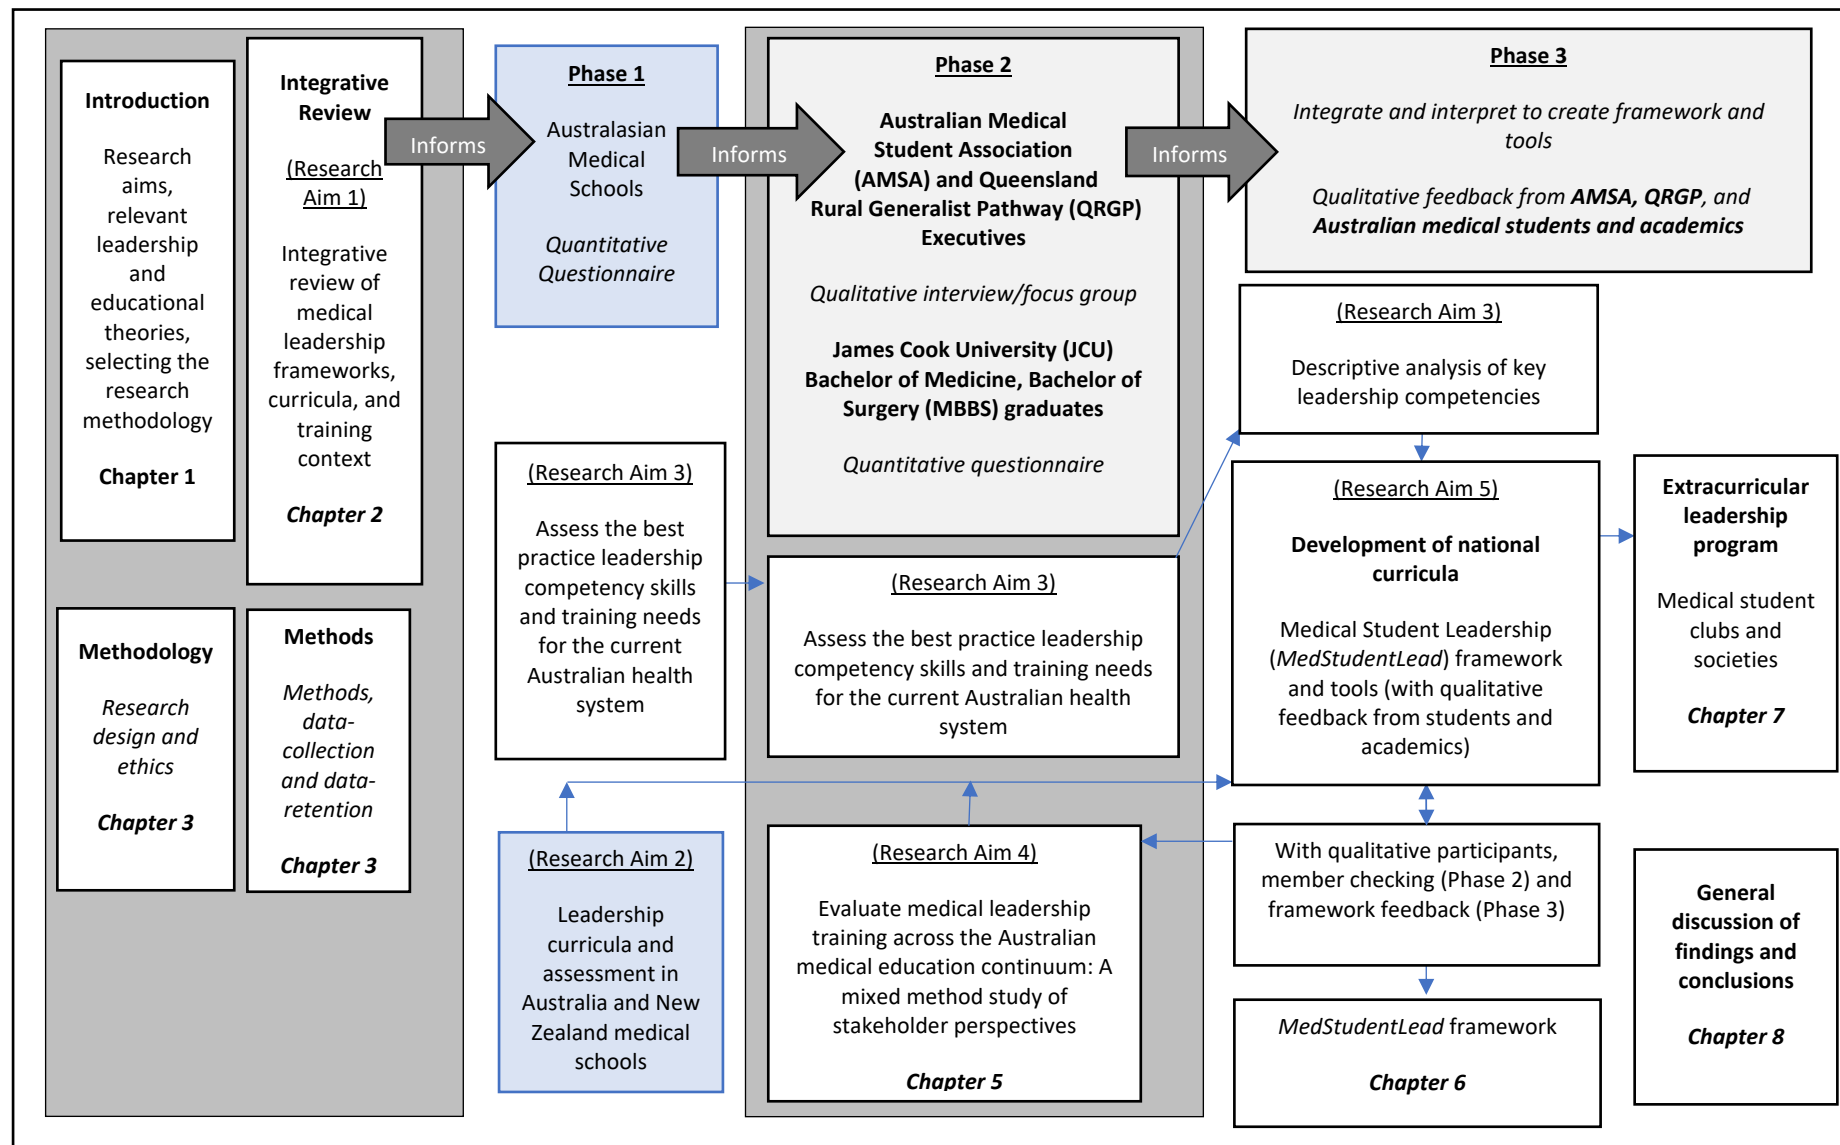 Introduction
Research
aims,
relevant
leadership
and
educational
theories,
selecting the
research
methodology
Chapter 1
Integrative
Review
(Research
Aim 1)
Integrative
review of
medical
leadership
frameworks,
curricula, and
training
context
Chapter 2
Methodology
Research
design and
ethics
Chapter 3
Methods
Methods,
data-
collection
and data-
retention
Chapter 3
Informs
Phase 1
Australasian
Medical
Schools
Quantitative
Questionnaire
(Research Aim 3)
Assess the best
practice leadership
competency skills
and training needs
for the current
Australian health
system
(Research Aim 2)
Leadership
curricula and
assessment in
Australia and New
Zealand medical
schools
Informs
Phase 2
Australian Medical
Student Association
(AMSA) and Queensland
Rural Generalist Pathway (QRGP)
Executives
Qualitative interview/focus group
James Cook University (JCU)
Bachelor of Medicine, Bachelor of
Surgery (MBBS) graduates
Quantitative questionnaire
(Research Aim 3)
Assess the best practice leadership
competency skills and training needs
for the current Australian health
system
(Research Aim 4)
Evaluate medical leadership
training across the Australian
medical education continuum: A
mixed method study of
stakeholder perspectives
Chapter 5
Informs
Phase 3
Integrate and interpret to create framework and
tools
Qualitative feedback from AMSA, QRGP, and
Australian medical students and academics
(Research Aim 3)
Descriptive analysis of key
leadership competencies
(Research Aim 5)
Development of national
curricula
Medical Student Leadership
(MedStudentLead) framework
and tools (with qualitative
feedback from students and
academics)
With qualitative participants,
member checking (Phase 2) and
framework feedback (Phase 3)
MedStudentLead framework
Chapter 6
Extracurricular
leadership
program
Medical student
clubs and
societies
Chapter 7
General
discussion of
findings and
conclusions
Chapter 8